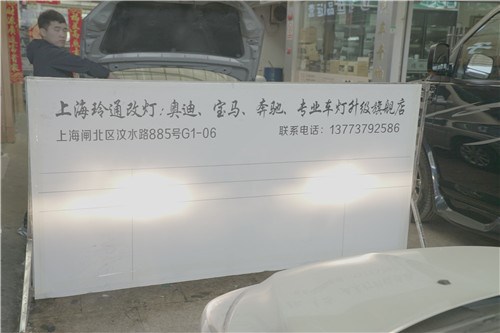 上海玲通改灯:奥迪、宝马、奔驰、专业车灯升级旗舰店
上海闸北区汶水路885号G1-06
联系电话:13773792586